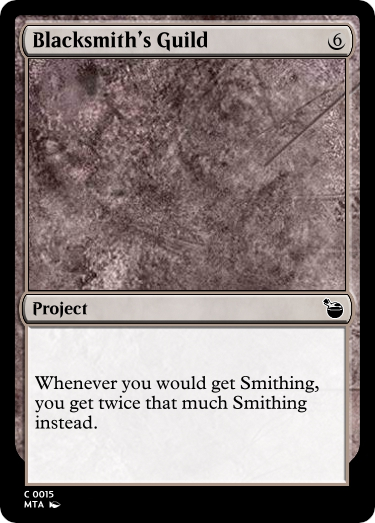 Blacksmith's Guild 6
Project
Whenever you would get Smithing,
you get twice that much Smithing
instead.
C 0015
MTA